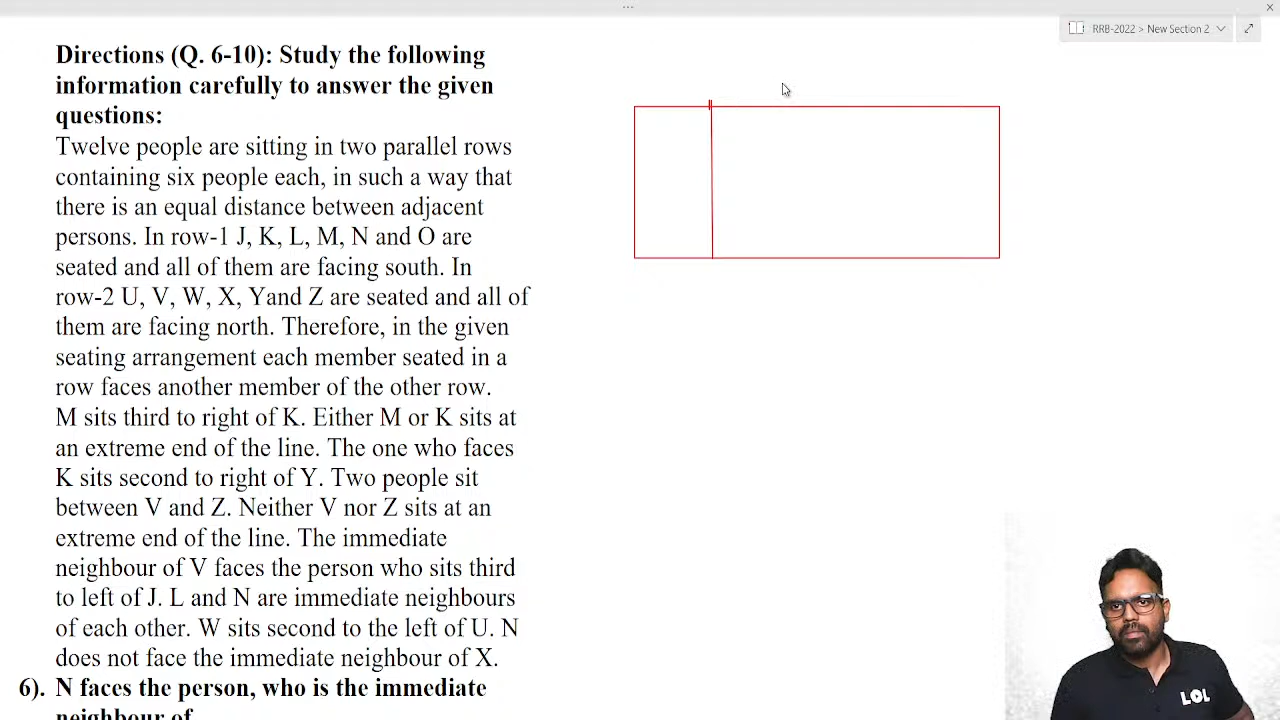 ...
RRB-2022 > New Section 2
Directions (Q. 6-10): Study the following
information carefully to answer the given
questions:
Twelve people are sitting in two parallel rows
containing six people each, in such a way that
there is an equal distance between adjacent
persons. In row-1 J, K, L, M, N and O are
seated and all of them are facing south. In
row-2 U, V, W, X, Yand Z are seated and all of
them are facing north. Therefore, in the given
seating arrangement each member seated in a
row faces another member of the other row.
M sits third to right of K. Either M or K sits at
an extreme end of the line. The one who faces
K sits second to right of Y. Two people sit
between V and Z. Neither V nor Z sits at an
extreme end of the line. The immediate
neighbour of V faces the person who sits third
to left of J. L and N are immediate neighbours
of each other. W sits second to the left of U. N
does not face the immediate neighbour of X.
6). N faces the person, who is the immediate
neighbour of
LOL